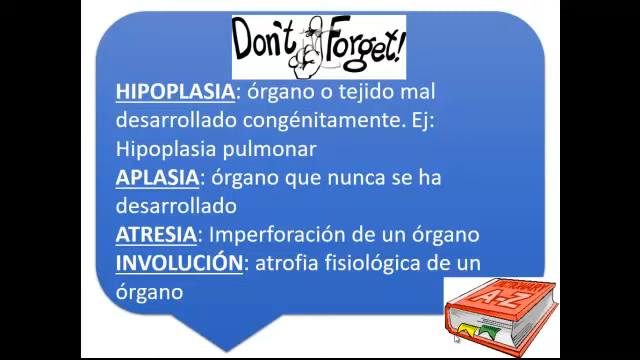 Don't Forget!
HIPOPLASIA: órgano o tejido mal
desarrollado congénitamente. Ej:
Hipoplasia pulmonar
APLASIA: órgano que nunca se ha
desarrollado
ATRESIA: Imperforación de un órgano
INVOLUCIÓN: atrofia fisiológica de un
órgano
DICTIONARY
A-Z